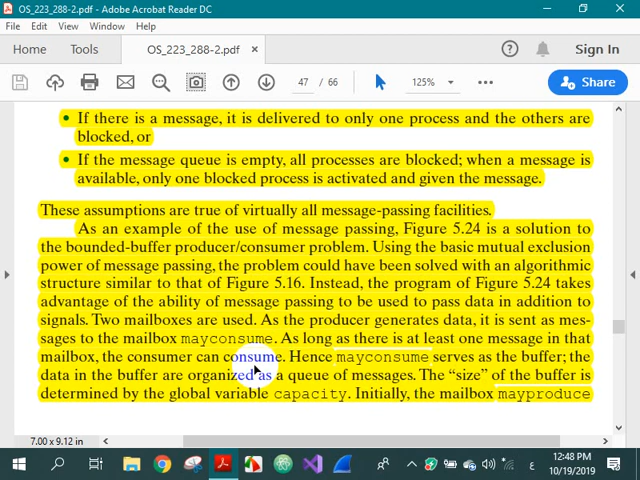 OS_223_288-2.pdf - Adobe Acrobat Reader DC
File Edit View Window Help
Home Tools OS_223_288-2.pdf × Sign In
47 / 66 125% Share
• If there is a message, it is delivered to only one process and the others are
blocked, or
• If the message queue is empty, all processes are blocked; when a message is
available, only one blocked process is activated and given the message.
These assumptions are true of virtually all message-passing facilities.
As an example of the use of message passing, Figure 5.24 is a solution to
the bounded-buffer producer/consumer problem. Using the basic mutual exclusion
power of message passing, the problem could have been solved with an algorithmic
structure similar to that of Figure 5.16. Instead, the program of Figure 5.24 takes
advantage of the ability of message passing to be used to pass data in addition to
signals. Two mailboxes are used. As the producer generates data, it is sent as mes-
sages to the mailbox mayconsume. As long as there is at least one message in that
mailbox, the consumer can consume. Hence mayconsume serves as the buffer; the
data in the buffer are organized as a queue of messages. The “size” of the buffer is
determined by the global variable capacity. Initially, the mailbox mayproduce
7.00 x 9.12 in
12:48 PM
ع
10/19/2019